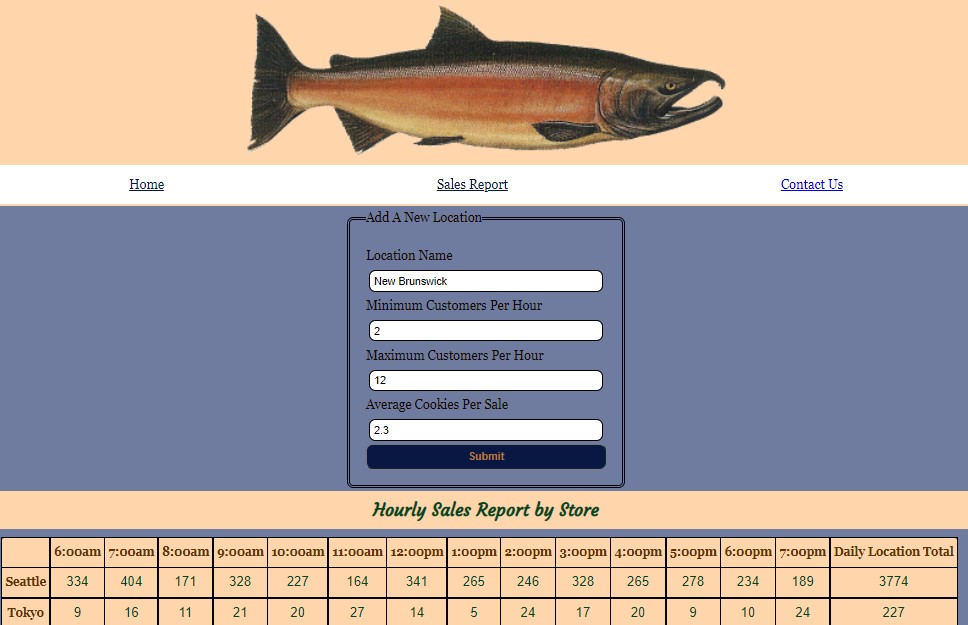 Home Sales Report Contact Us
Add A New Location
Location Name
New Brunswick
Minimum Customers Per Hour
2
Maximum Customers Per Hour
12
Average Cookies Per Sale
2.3
Submit
Hourly Sales Report by Store
6:00am 7:00am 8:00am 9:00am 10:00am 11:00am 12:00pm 1:00pm 2:00pm 3:00pm 4:00pm 5:00pm 6:00pm 7:00pm Daily Location Total
Seattle 334 404 171 328 227 164 341 265 246 328 265 278 234 189 3774
Tokyo 9 16 11 21 20 27 14 5 24 17 20 9 10 24 227